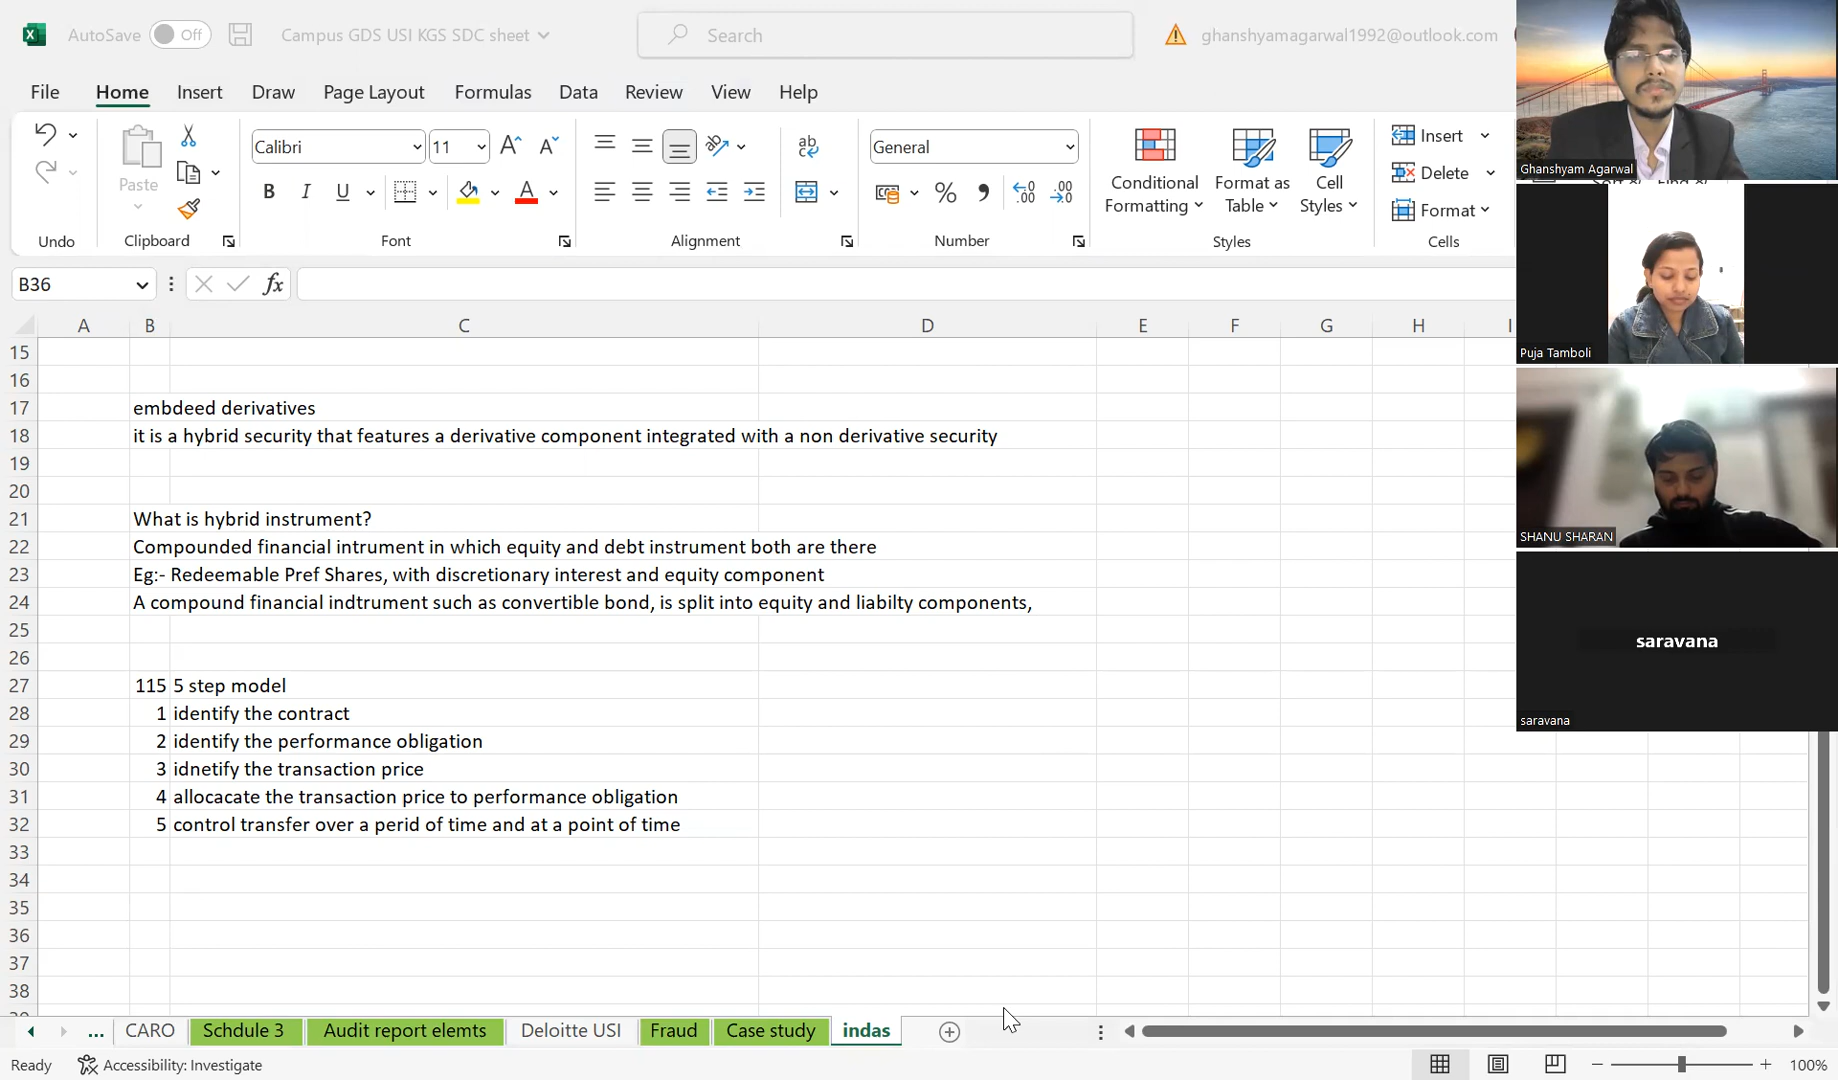 AutoSave Off Campus GDS USI KGS SDC sheet Search ghanshyamagarwal1992@outlook.com
File Home Insert Draw Page Layout Formulas Data Review View Help
Calibri 11 General
Paste
Conditional Formatting
Format as Table
Cell Styles
Insert
Delete
Format
Undo Clipboard Font Alignment Number Styles Cells
B36 fx
A B C D E F G H I
15
16
17 embdeed derivatives
18 it is a hybrid security that features a derivative component integrated with a non derivative security
19
20
21 What is hybrid instrument?
22 Compounded financial intrument in which equity and debt instrument both are there
23 Eg:- Redeemable Pref Shares, with discretionary interest and equity component
24 A compound financial indtrument such as convertible bond, is split into equity and liabilty components,
25
26
27 115 5 step model
28 1 identify the contract
29 2 identify the performance obligation
30 3 idnetify the transaction price
31 4 allocacate the transaction price to performance obligation
32 5 control transfer over a perid of time and at a point of time
33
34
35
36
37
38
... CARO Schdule 3 Audit report elemts Deloitte USI Fraud Case study indas
Ready Accessibility: Investigate 100%
Ghanshyam Agarwal
Puja Tamboli
SHANU SHARAN
saravana
saravana